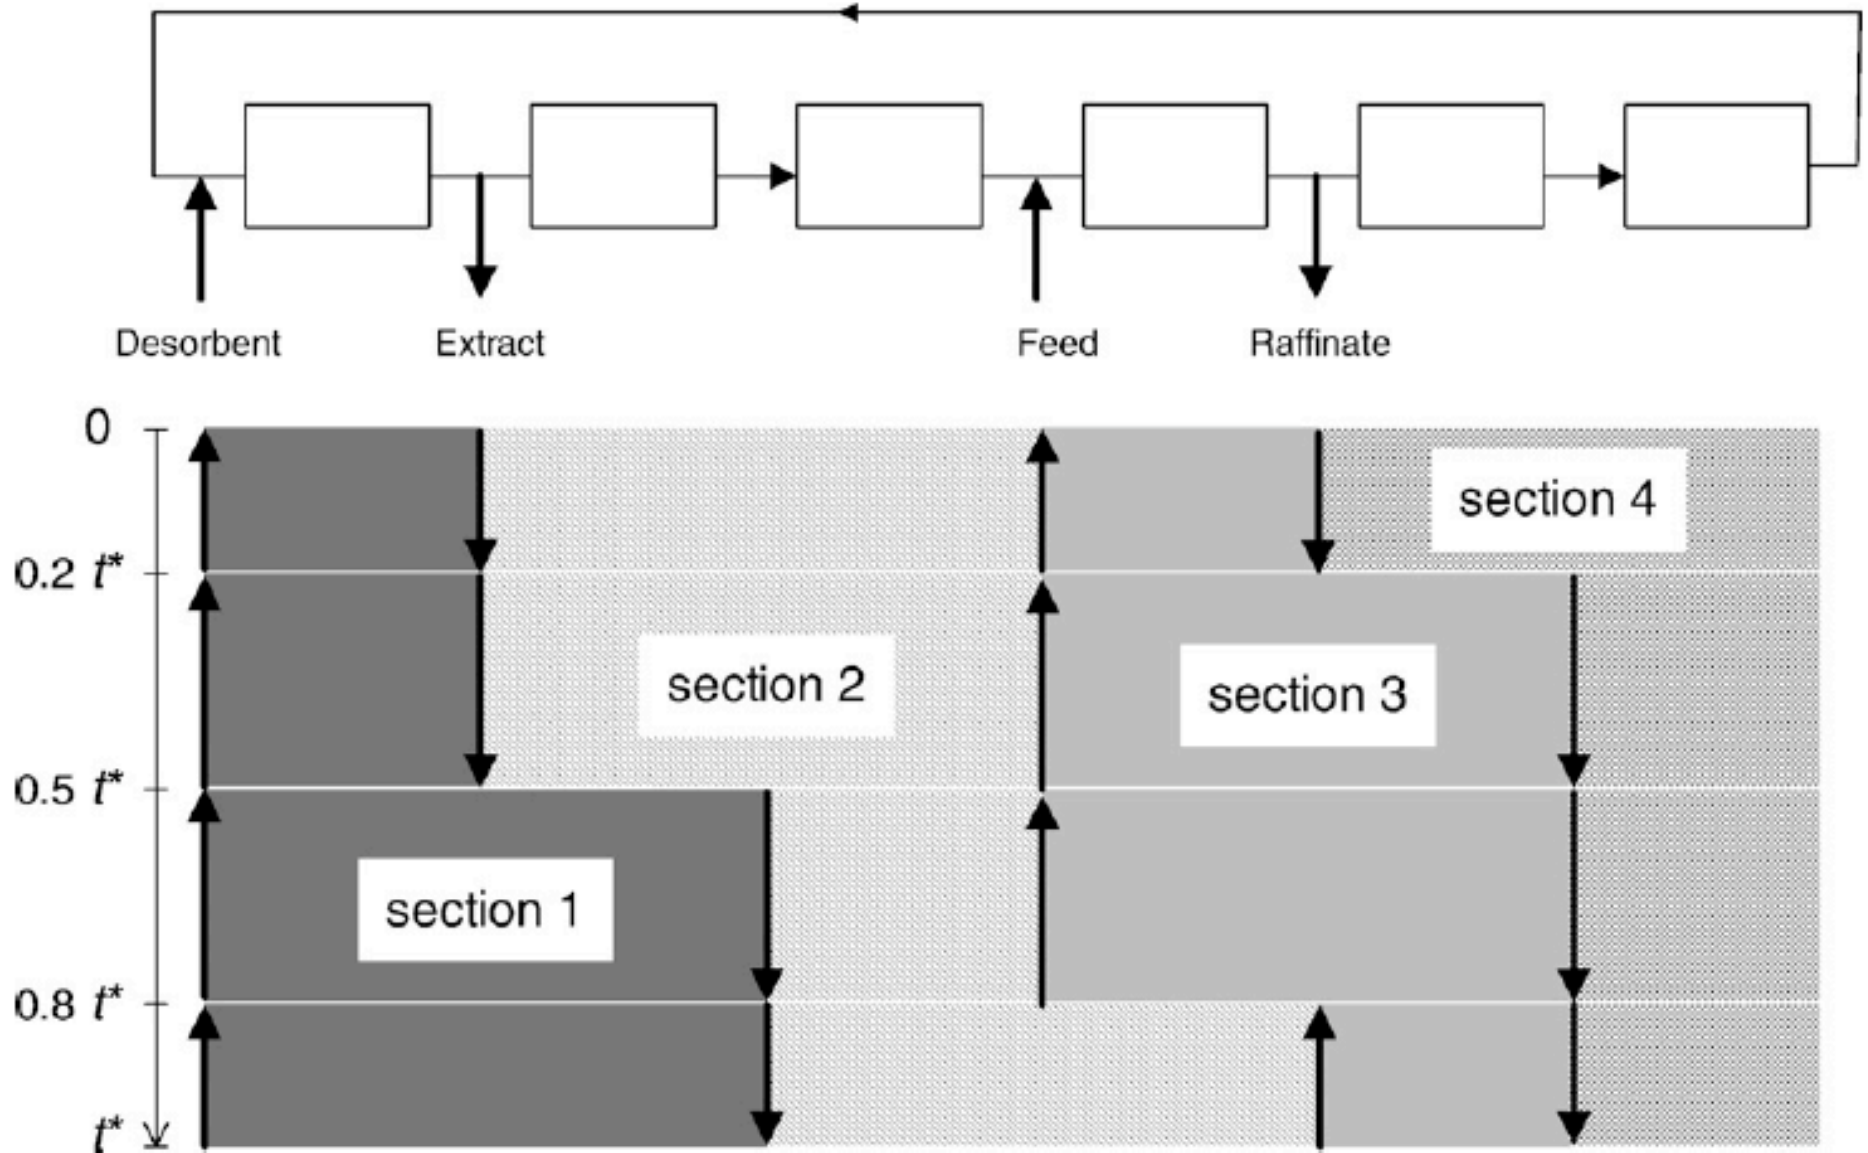 Desorbent Extract Feed Raffinate
0
section 4
0.2 t*
section 2
section 3
0.5 t*
section 1
0.8 t*
t*